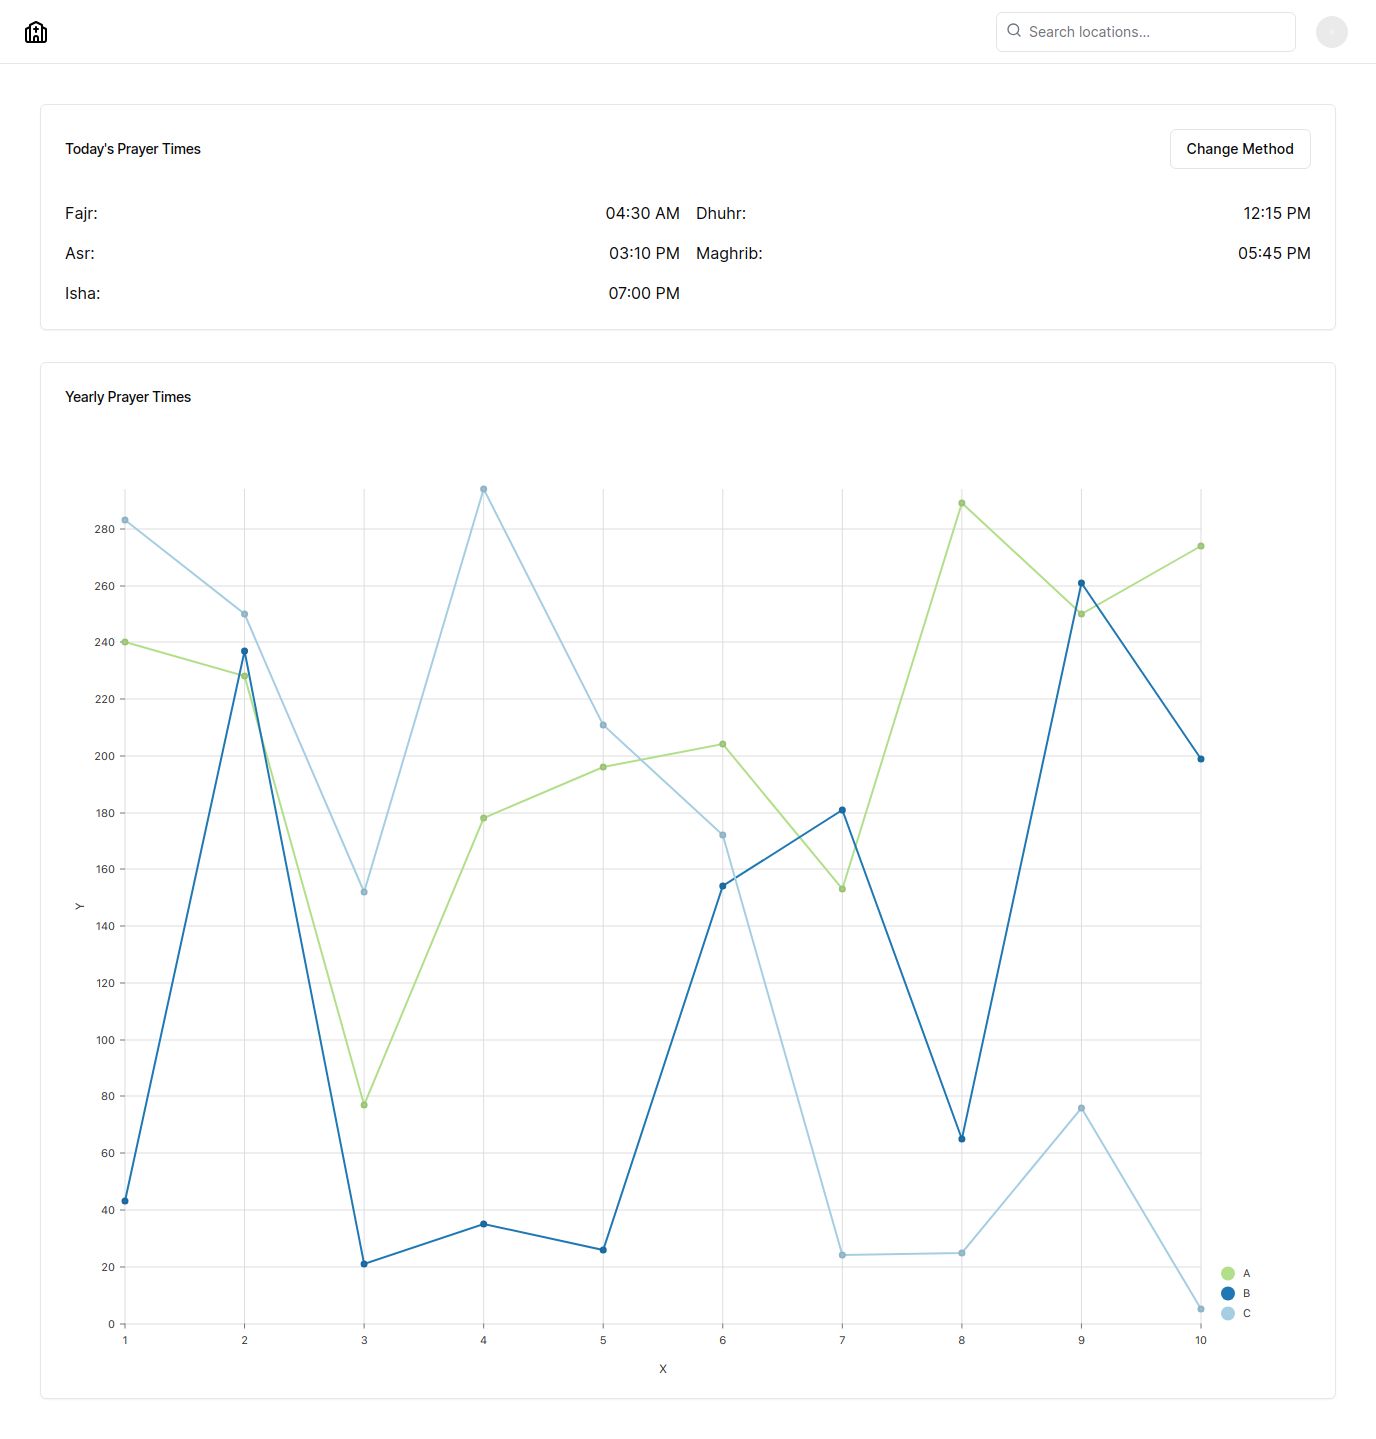 Search locations...
Today's Prayer Times
Change Method
Fajr: 04:30 AM Dhuhr: 12:15 PM
Asr: 03:10 PM Maghrib: 05:45 PM
Isha: 07:00 PM
Yearly Prayer Times
280
260
240
220
200
180
160
Y
140
120
100
80
60
40
20
A
B
C
0
1 2 3 4 5 6 7 8 9 10
X